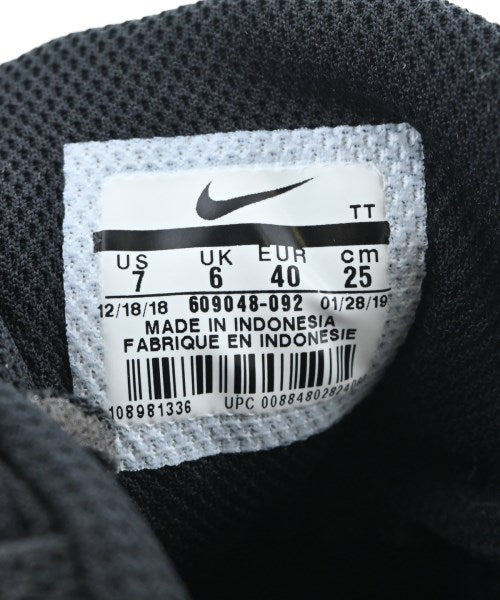 TT
US UK EUR cm
7 6 40 25
12/18/18 609048-092 01/28/19
MADE IN INDONESIA
FABRIQUE EN INDONESIE
108981336 UPC